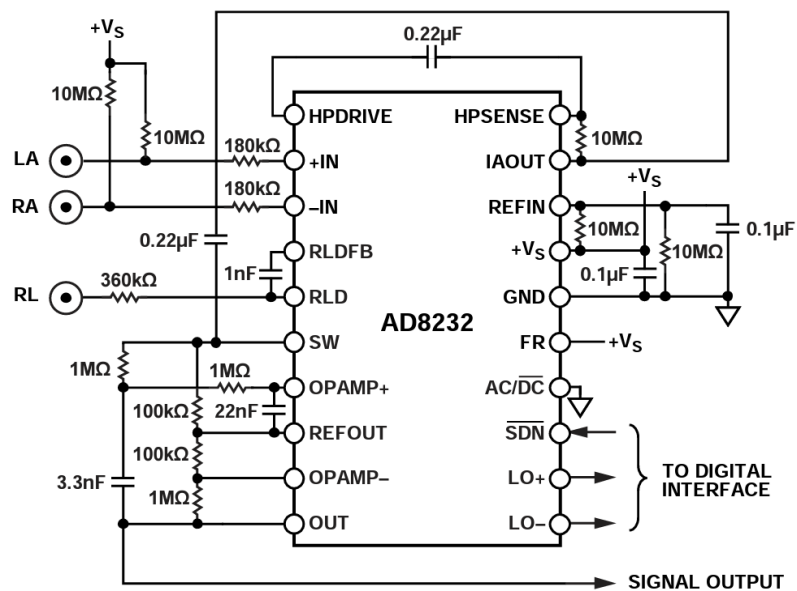 0.22µF
+VS
10MΩ
10MΩ
HPDRIVE
HPSENSE
10MΩ
LA
180kΩ
+IN
IAOUT
+VS
RA
180kΩ
–IN
REFIN
10MΩ
0.1µF
0.22µF
RLDFB
+VS
10MΩ
1nF
0.1µF
RL
360kΩ
RLD
GND
AD8232
SW
FR
+VS
1MΩ
1MΩ
OPAMP+
AC/DC
100kΩ
22nF
REFOUT
SDN
100kΩ
3.3nF
OPAMP–
LO+
TO DIGITAL
INTERFACE
1MΩ
OUT
LO–
SIGNAL OUTPUT